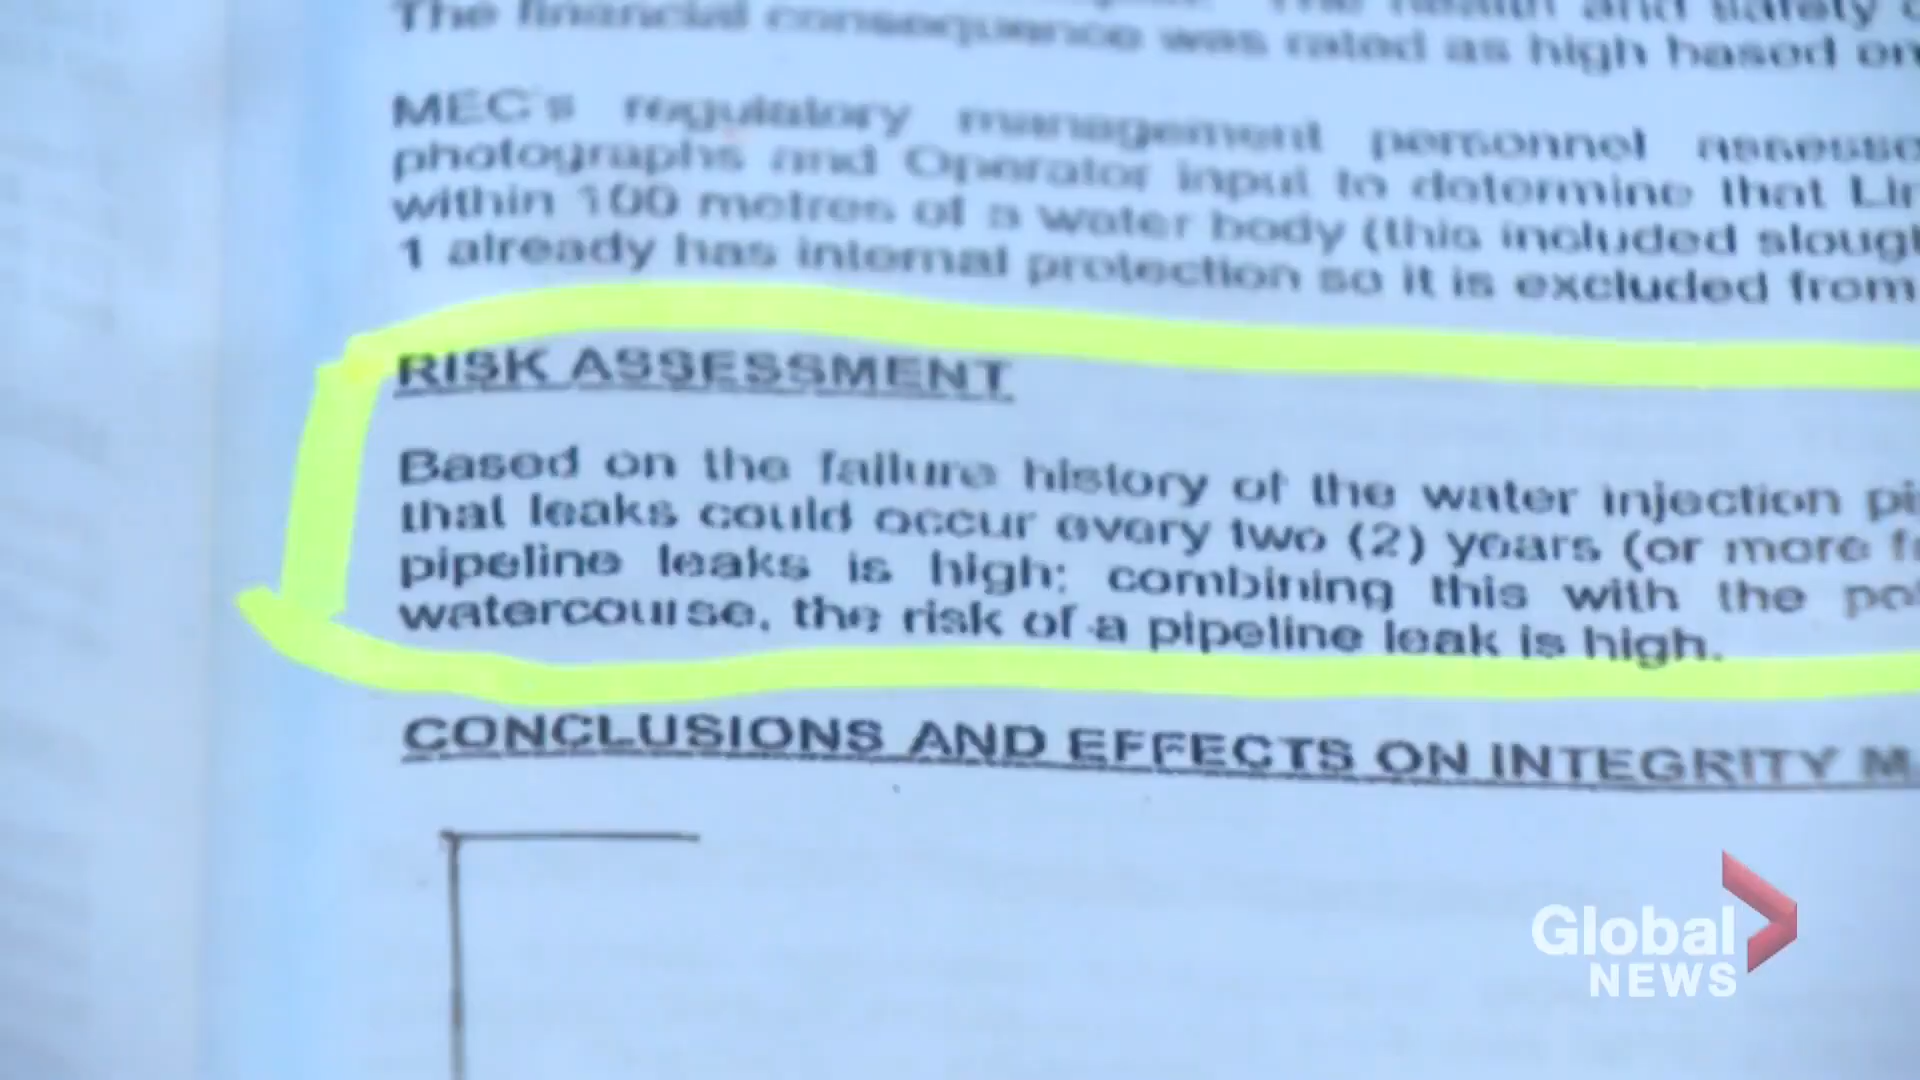 The financial consequence was rated as high based on
MEC's regulatory management personnel
photographs and Operator input to determine that
within 100 metres of a water body (this included
1 already has internal protection so it is excluded from
RISK ASSESSMENT
Based on the failure history of the water injection
that leaks could occur every two (2) years (or more
pipeline leaks is high; combining this with the
watercourse, the risk of a pipeline leak is high.
CONCLUSIONS AND EFFECTS ON INTEGRITY
Global
NEWS